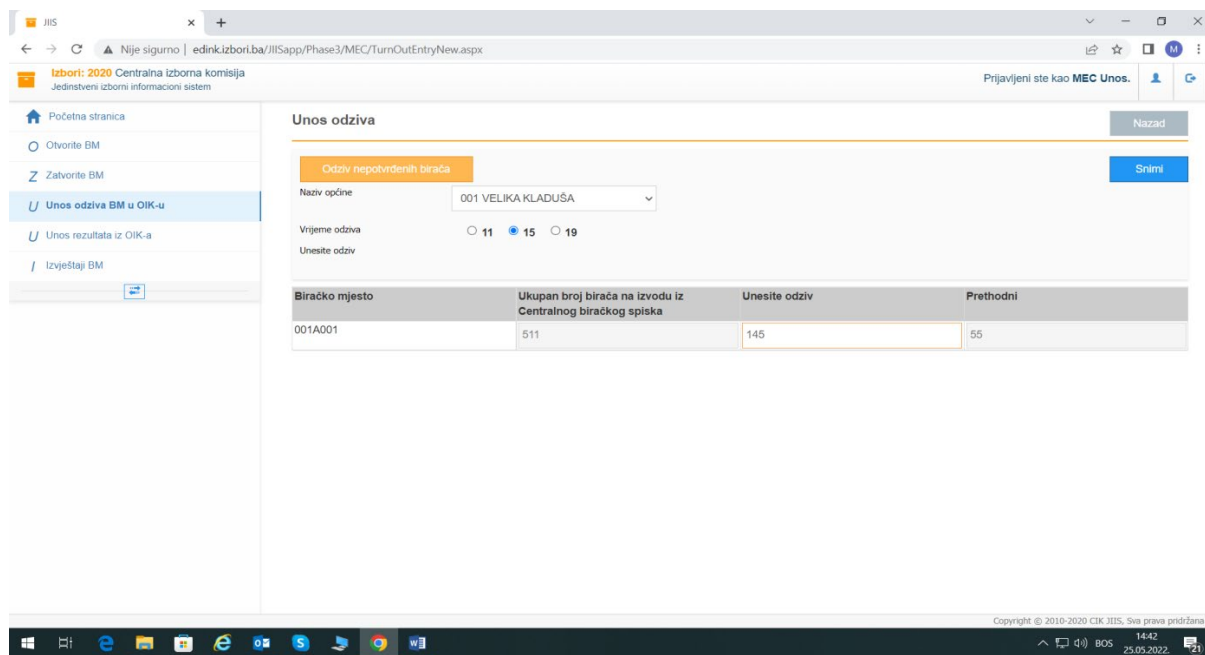 JIIS
Nije sigurno | edink.izbori.ba/JIISapp/Phase3/MEC/TurnOutEntryNew.aspx
M
Izbori: 2020 Centralna izborna komisija
Jedinstveni izborni informacioni sistem
Prijavljeni ste kao MEC Unos.
Početna stranica
O Otvorite BM
Z Zatvorite BM
U Unos odziva BM u OIK-u
U Unos rezultata iz OIK-a
I Izvještaji BM
Unos odziva
Nazad
Odziv nepotvrđenih birača
Snimi
Naziv općine
001 VELIKA KLADUŠA
Vrijeme odziva
11 15 19
Unesite odziv
Biračko mjesto
Ukupan broj birača na izvodu iz
Centralnog biračkog spiska
Unesite odziv
Prethodni
001A001
511
145
55
Copyright © 2010-2020 CIK JIIS, Sva prava pridržana
BOS
14:42
25.05.2022.
21